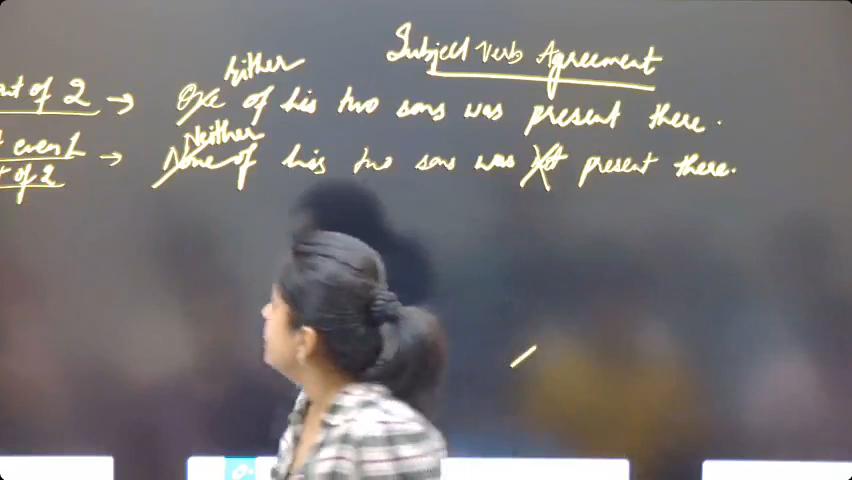 Subject Verb Agreement
Either
out of 2 → One of his two sons was present there.
Neither
→ None of his two sons was not present there.
of 2